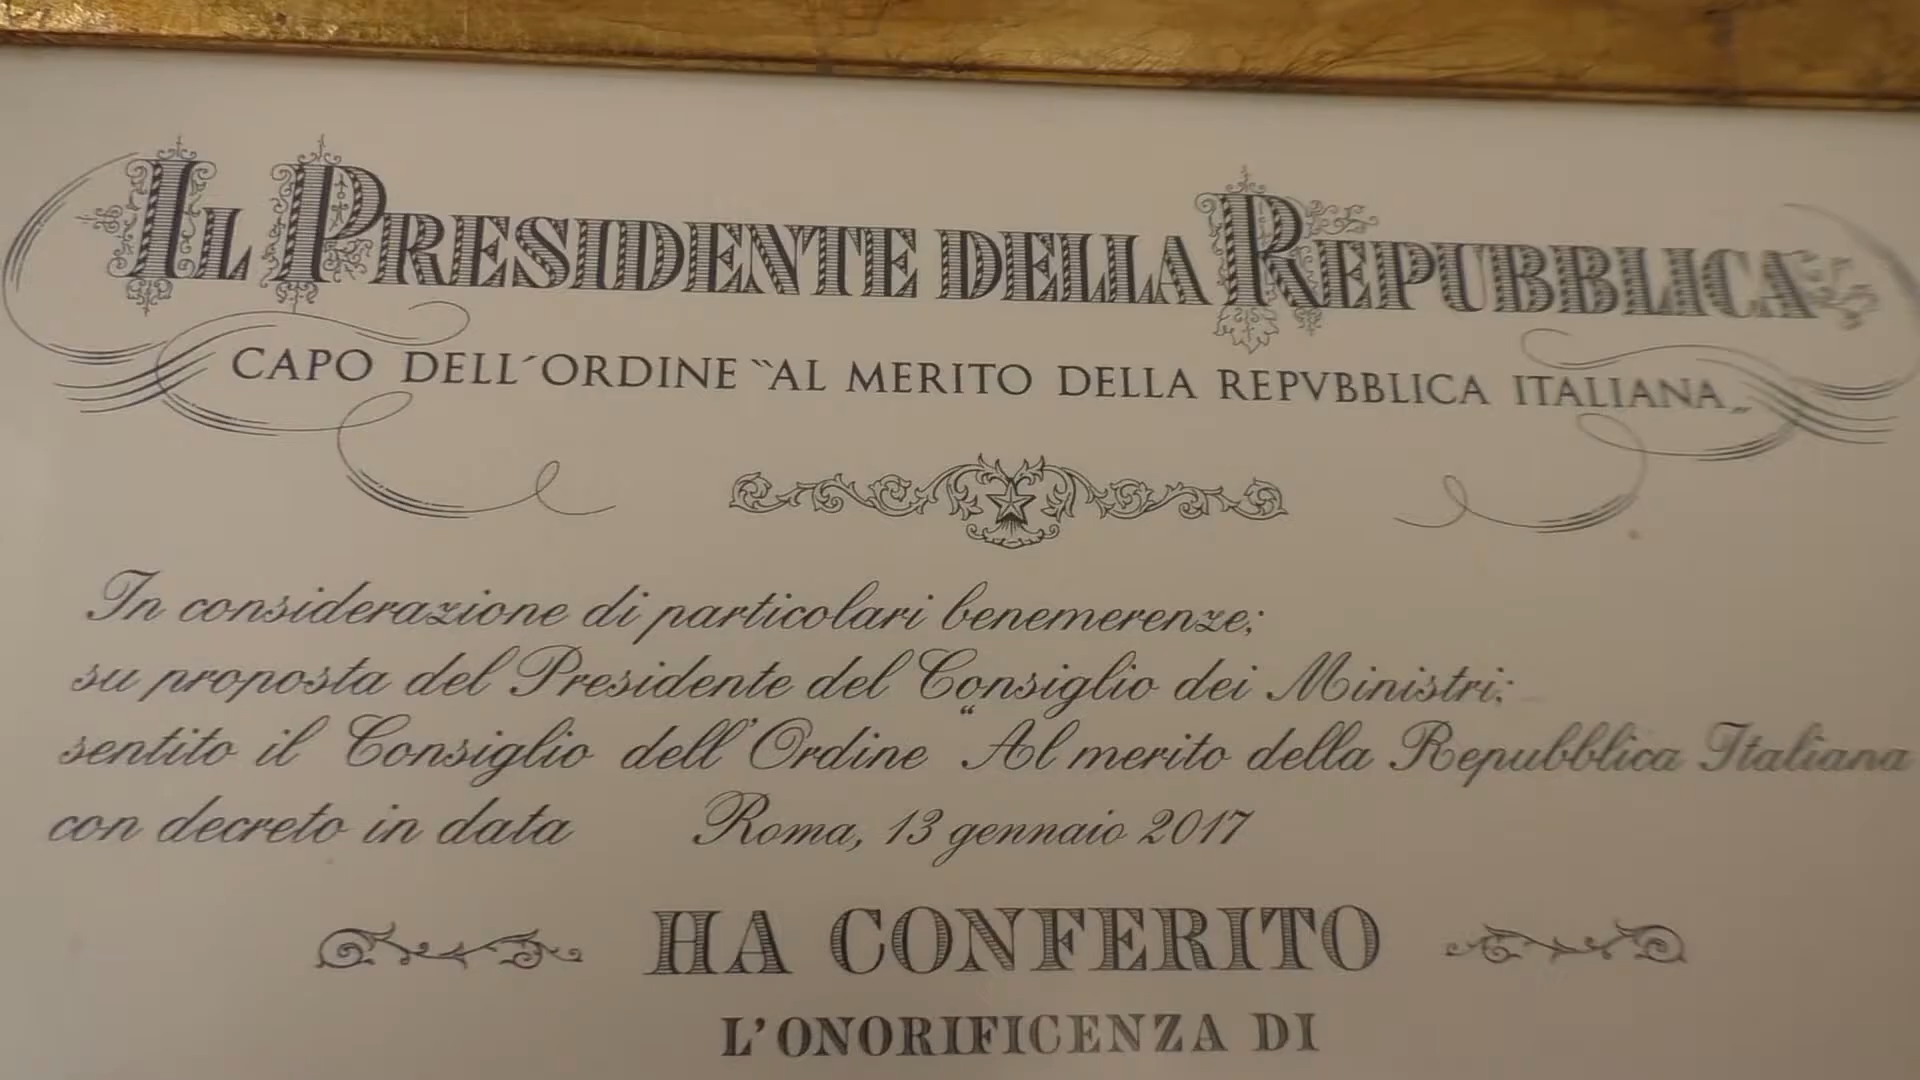 IL PRESIDENTE DELLA REPUBBLICA
CAPO DELL'ORDINE "AL MERITO DELLA REPVBBLICA ITALIANA„
In considerazione di particolari benemerenze;
su proposta del Presidente del Consiglio dei Ministri;
sentito il Consiglio dell'Ordine “Al merito della Repubblica Italiana
con decreto in data Roma, 13 gennaio 2017
HA CONFERITO
L'ONORIFICENZA DI